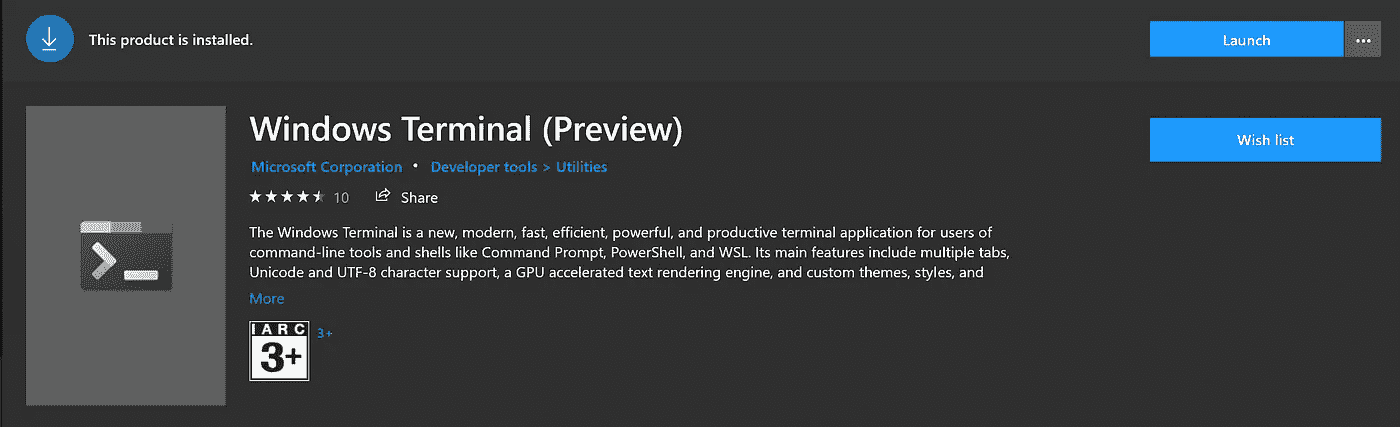 This product is installed.
Launch
Windows Terminal (Preview)
Wish list
Microsoft Corporation • Developer tools > Utilities
10 Share
The Windows Terminal is a new, modern, fast, efficient, powerful, and productive terminal application for users of
command-line tools and shells like Command Prompt, PowerShell, and WSL. Its main features include multiple tabs,
Unicode and UTF-8 character support, a GPU accelerated text rendering engine, and custom themes, styles, and
More
IARC
3+
3+